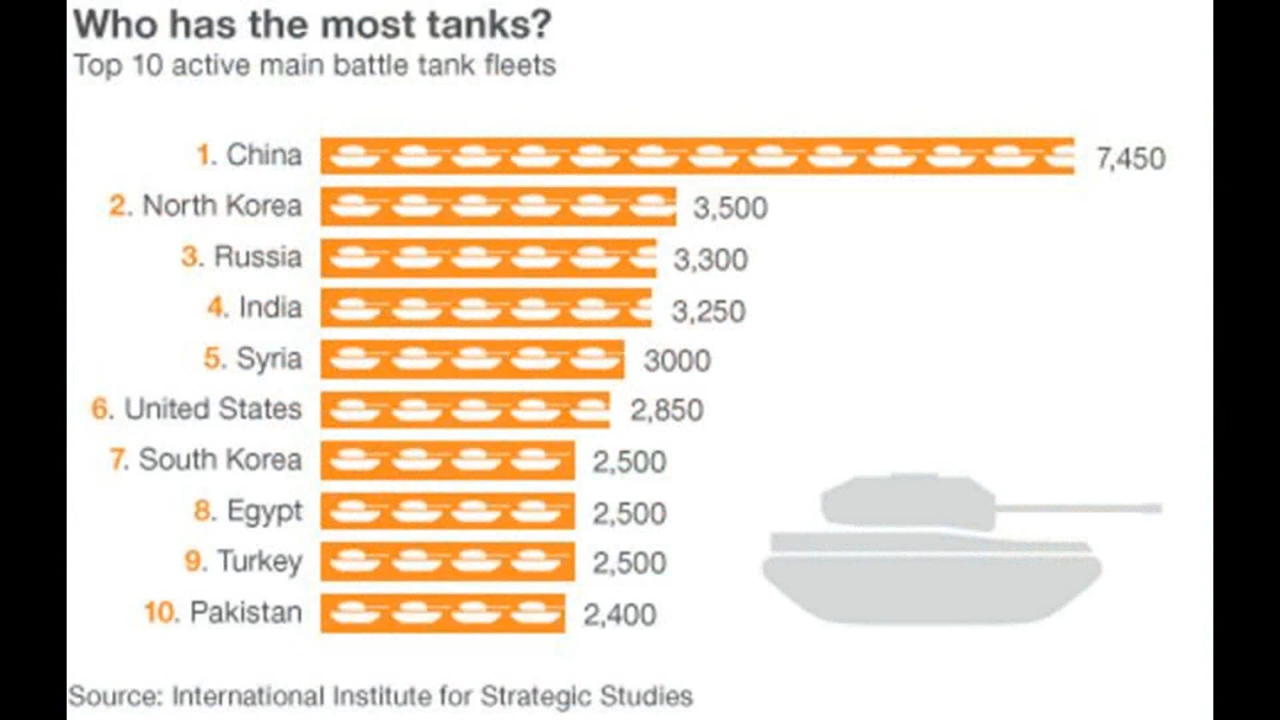 Who has the most tanks?
Top 10 active main battle tank fleets
1. China 7,450
2. North Korea 3,500
3. Russia 3,300
4. India 3,250
5. Syria 3000
6. United States 2,850
7. South Korea 2,500
8. Egypt 2,500
9. Turkey 2,500
10. Pakistan 2,400
Source: International Institute for Strategic Studies